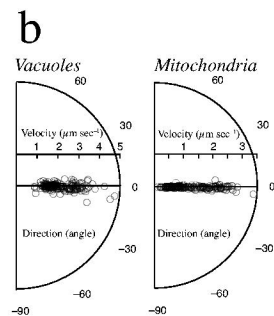 b
Vacuoles
Mitochondria
60
60
30
30
Velocity (µm sec⁻¹)
Velocity (µm sec⁻¹)
1 2 3 4 5
1 2 3
0
0
Direction (angle)
Direction (angle)
−30
−30
−60
−60
−90
−90